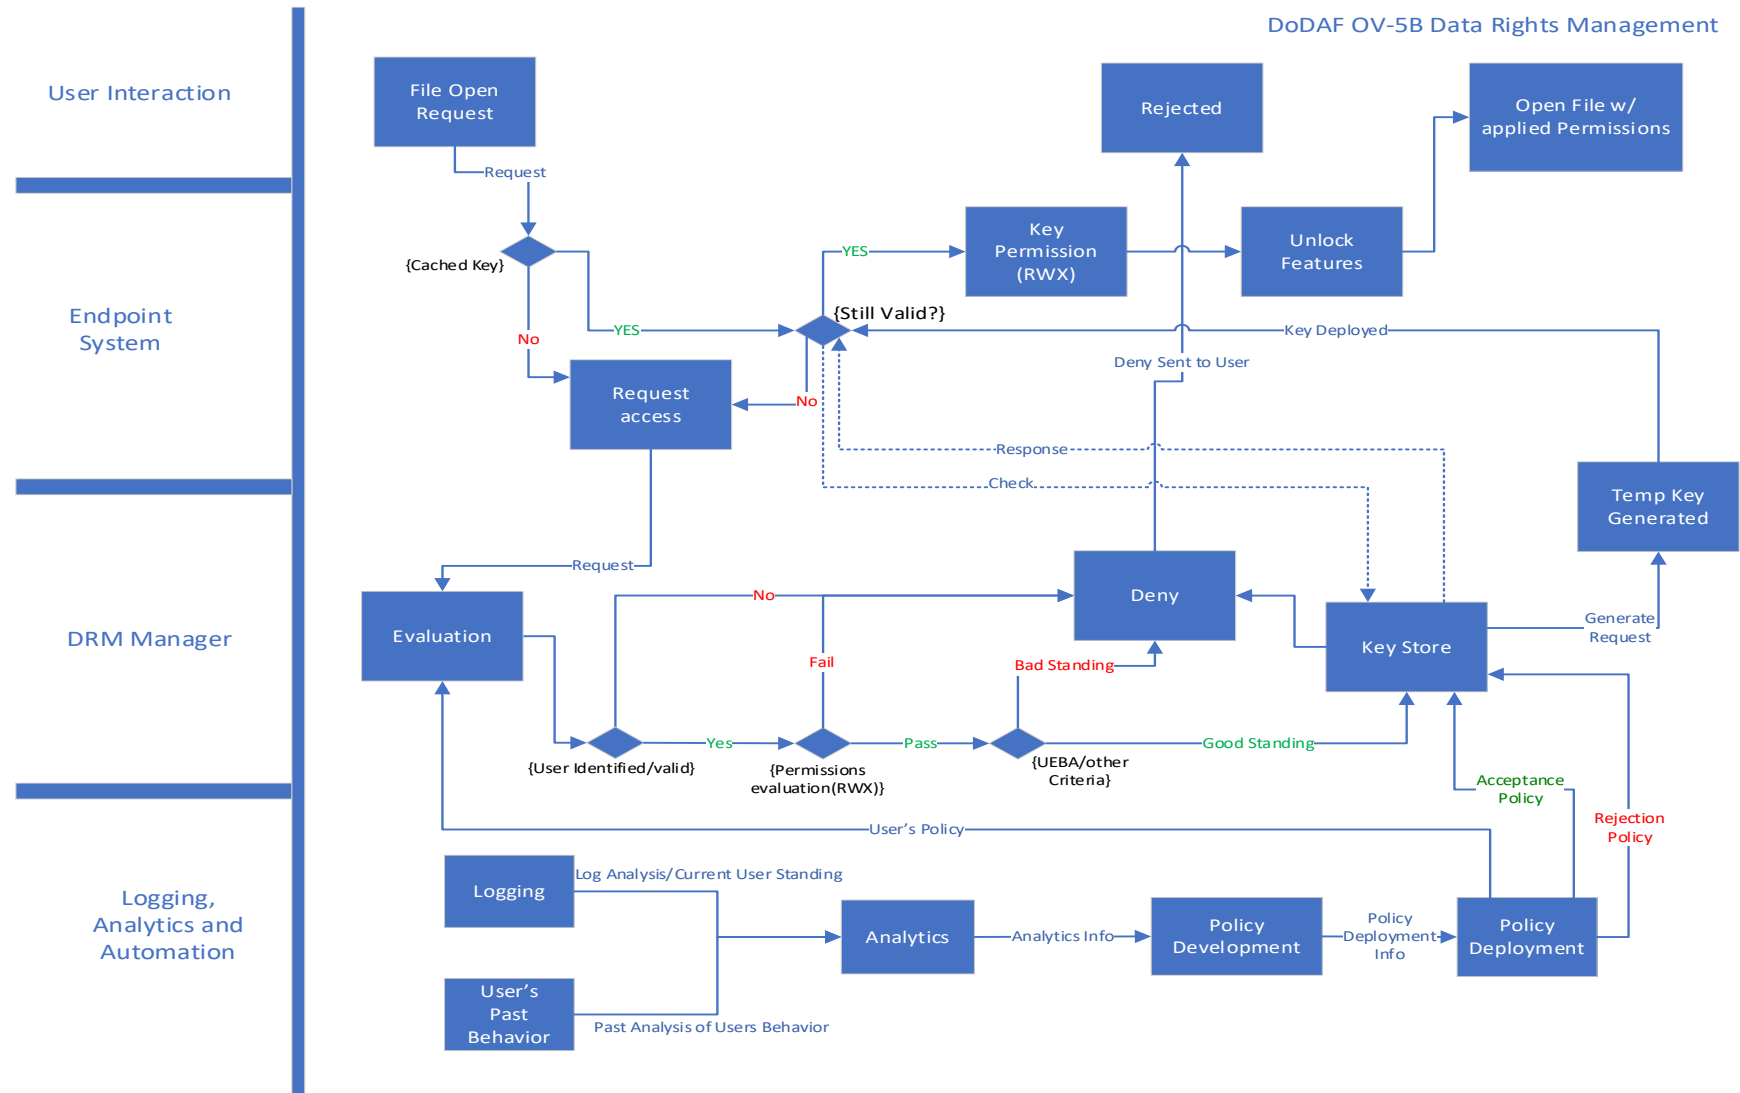 DoDAF OV-5B Data Rights Management
User Interaction
File Open
Request
Rejected
Open File w/
applied Permissions
Request
Endpoint
System
{Cached Key}
YES
Key
Permission
(RWX)
Unlock
Features
{Still Valid?}
YES
No
Key Deployed
Deny Sent to User
Request
access
No
Response
Check
Temp Key
Generated
DRM Manager
Request
Evaluation
No
Deny
Generate
Request
Key Store
Fail
Bad Standing
Yes
Pass
Good Standing
{User Identified/valid}
{Permissions
evaluation(RWX)}
{UEBA/other
Criteria}
Acceptance
Policy
Rejection
Policy
User's Policy
Logging,
Analytics and
Automation
Logging
Log Analysis/Current User Standing
Analytics
Analytics Info
Policy
Development
Policy
Deployment
Info
Policy
Deployment
User's
Past
Behavior
Past Analysis of Users Behavior